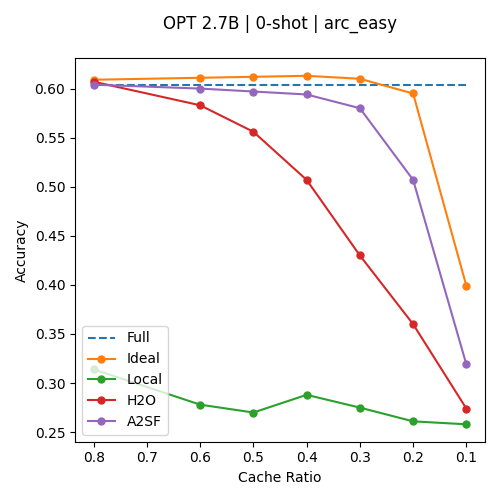 OPT 2.7B | 0-shot | arc_easy
Accuracy
0.60
0.55
0.50
0.45
0.40
0.35
0.30
0.25
Full
Ideal
Local
H2O
A2SF
0.8 0.7 0.6 0.5 0.4 0.3 0.2 0.1
Cache Ratio